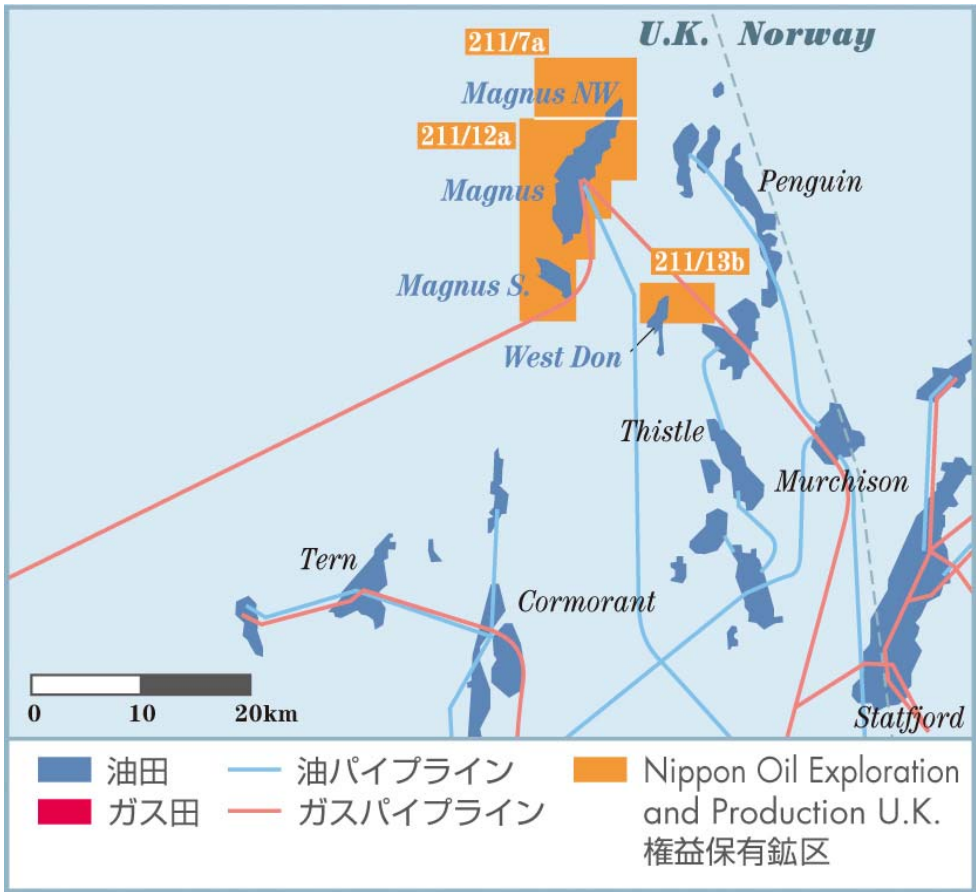 211/7a
U.K. Norway
Magnus NW
211/12a
Magnus
Penguin
211/13b
Magnus S.
West Don
Thistle
Murchison
Tern
Cormorant
Statfjord
0 10 20km
油田
油パイプライン
Nippon Oil Exploration
and Production U.K.
権益保有鉱区
ガス田
ガスパイプライン